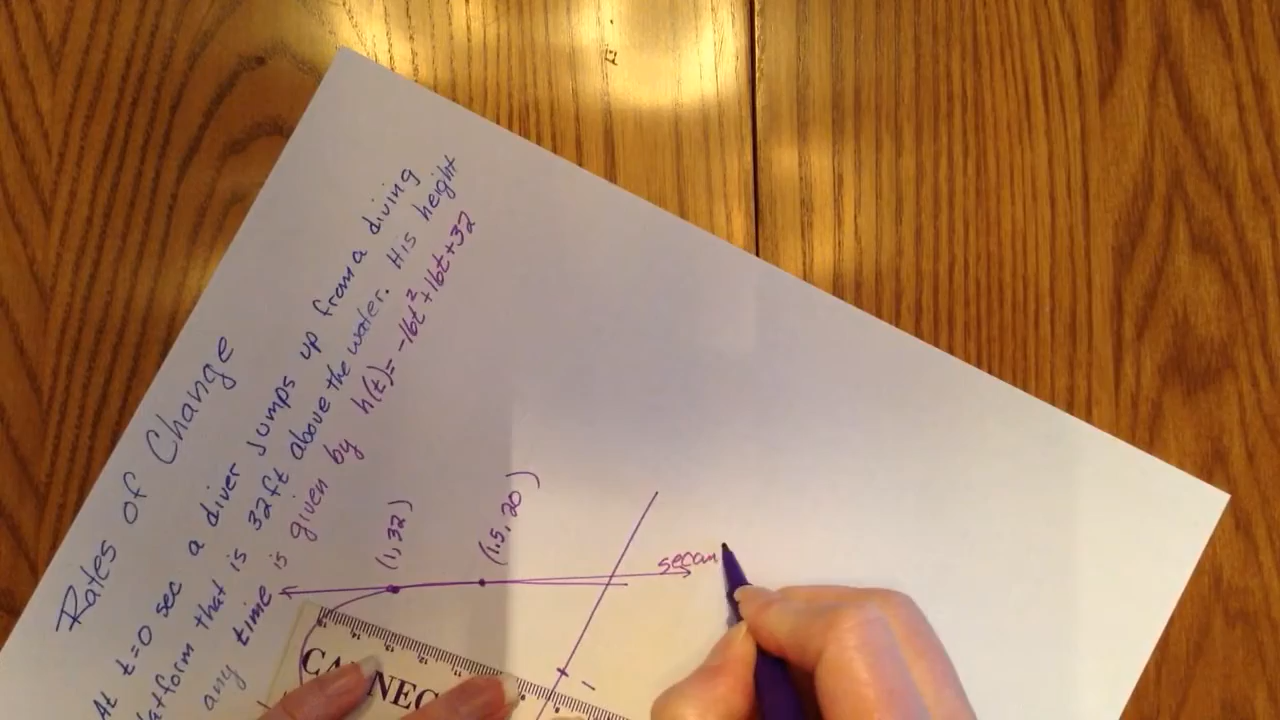 Rates of Change
At t=0 sec a diver jumps up from a diving
platform that is 32ft above the water. His height
any time is given by h(t)= -16t²+16t+32
(1,32)
(1.5, 20)
secan
1